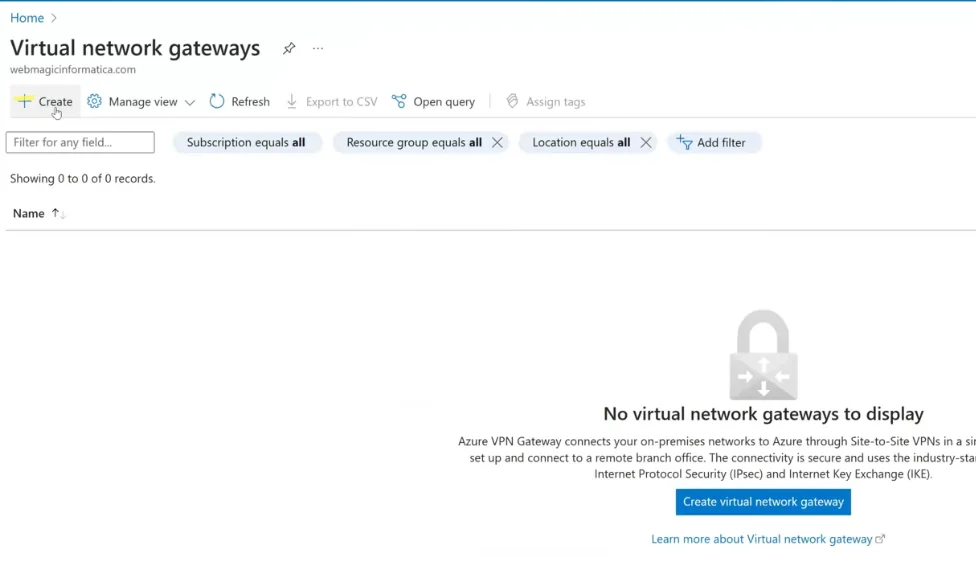 Home
Virtual network gateways
webmagicinformatica.com
Create Manage view Refresh Export to CSV Open query Assign tags
Filter for any field... Subscription equals all Resource group equals all Location equals all Add filter
Showing 0 to 0 of 0 records.
Name
No virtual network gateways to display
Azure VPN Gateway connects your on-premises networks to Azure through Site-to-Site VPNs in a
set up and connect to a remote branch office. The connectivity is secure and uses the
Internet Protocol Security (IPsec) and Internet Key Exchange (IKE).
Create virtual network gateway
Learn more about Virtual network gateway